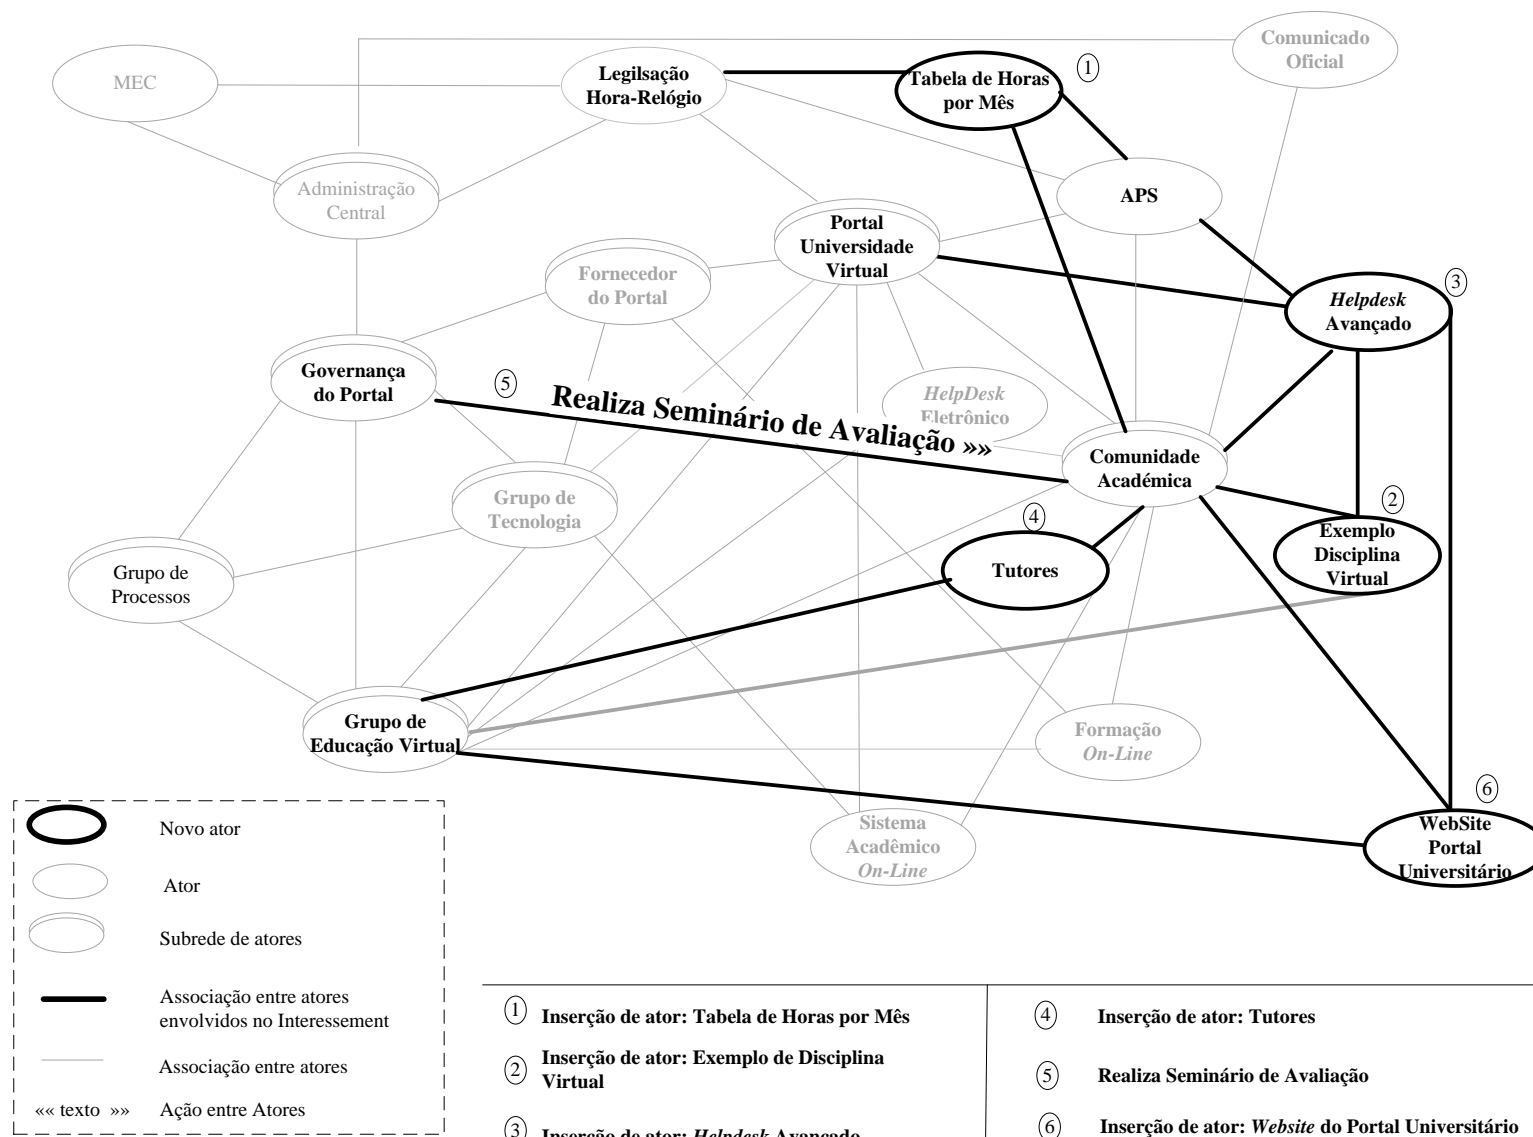 Comunicado
Oficial
MEC
Legilsação
Hora-Relógio
Tabela de Horas
por Mês
1
Administração
Central
APS
Portal
Universidade
Virtual
Fornecedor
do Portal
Helpdesk
Avançado
3
Governança
do Portal
5
Realiza Seminário de Avaliação »»
HelpDesk
Eletrônico
Comunidade
Académica
Grupo de
Tecnologia
4
2
Exemplo
Disciplina
Virtual
Tutores
Grupo de
Processos
Grupo de
Educação Virtual
Formação
On-Line
6
Sistema
Acadêmico
On-Line
WebSite
Portal
Universitário
Novo ator
Ator
Subrede de atores
Associação entre atores
envolvidos no Interessement
Associação entre atores
«« texto »» Ação entre Atores
1 Inserção de ator: Tabela de Horas por Mês
2 Inserção de ator: Exemplo de Disciplina
Virtual
3 Inserção de ator: Helpdesk Avançado
4 Inserção de ator: Tutores
5 Realiza Seminário de Avaliação
6 Inserção de ator: Website do Portal Universitário